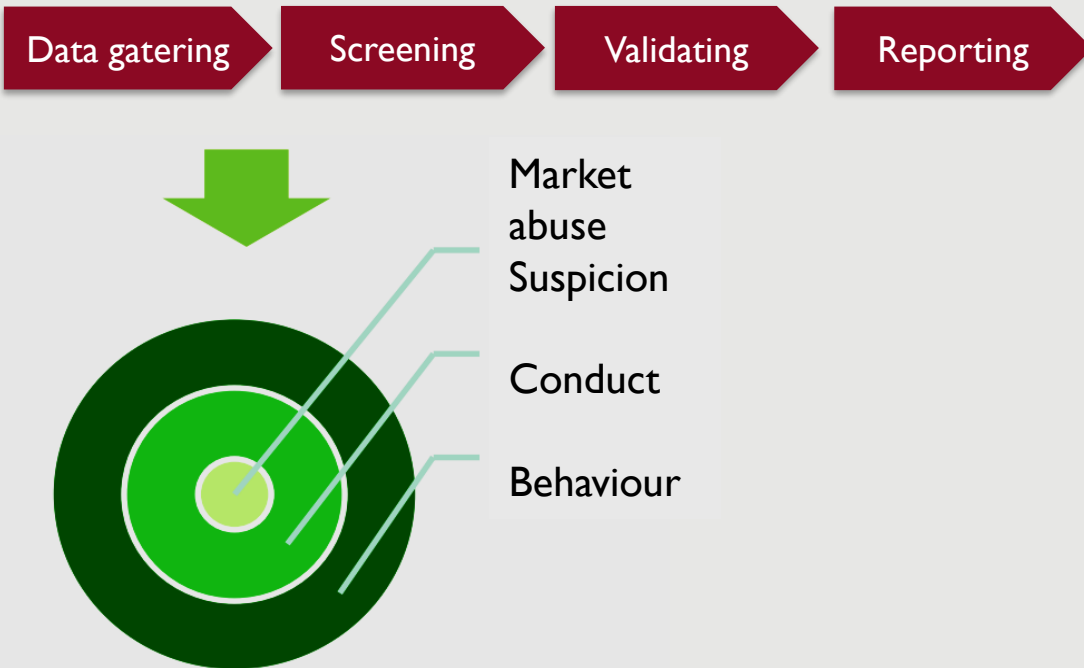 Data gatering
Screening
Validating
Reporting
Market
abuse
Suspicion
Conduct
Behaviour